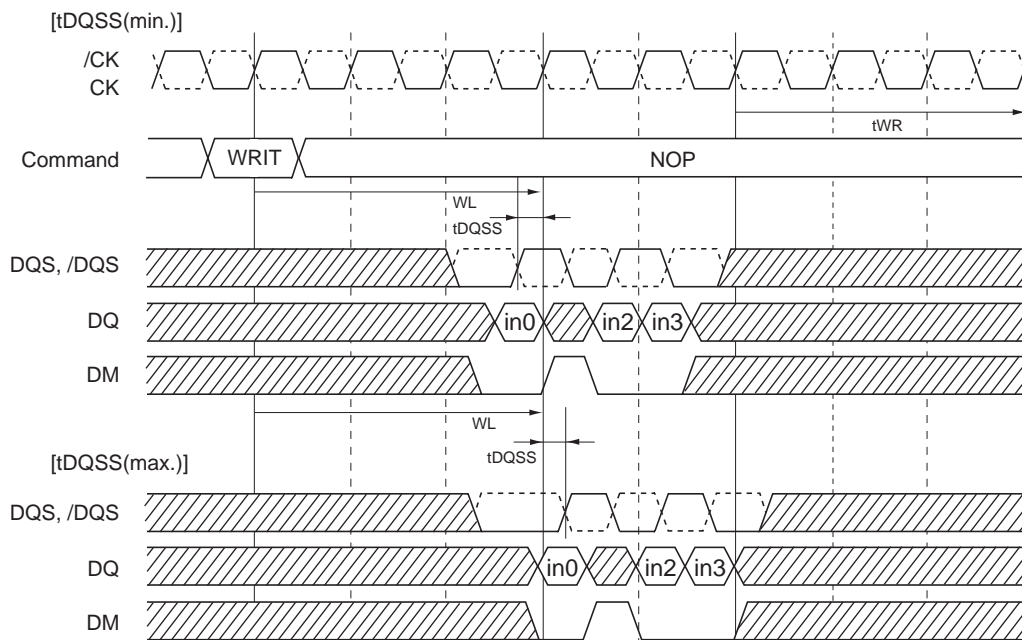 [tDQSS(min.)]
/CK
CK
tWR
Command WRIT NOP
WL
tDQSS
DQS, /DQS
DQ in0 in2 in3
DM
WL
tDQSS
[tDQSS(max.)]
DQS, /DQS
DQ in0 in2 in3
DM